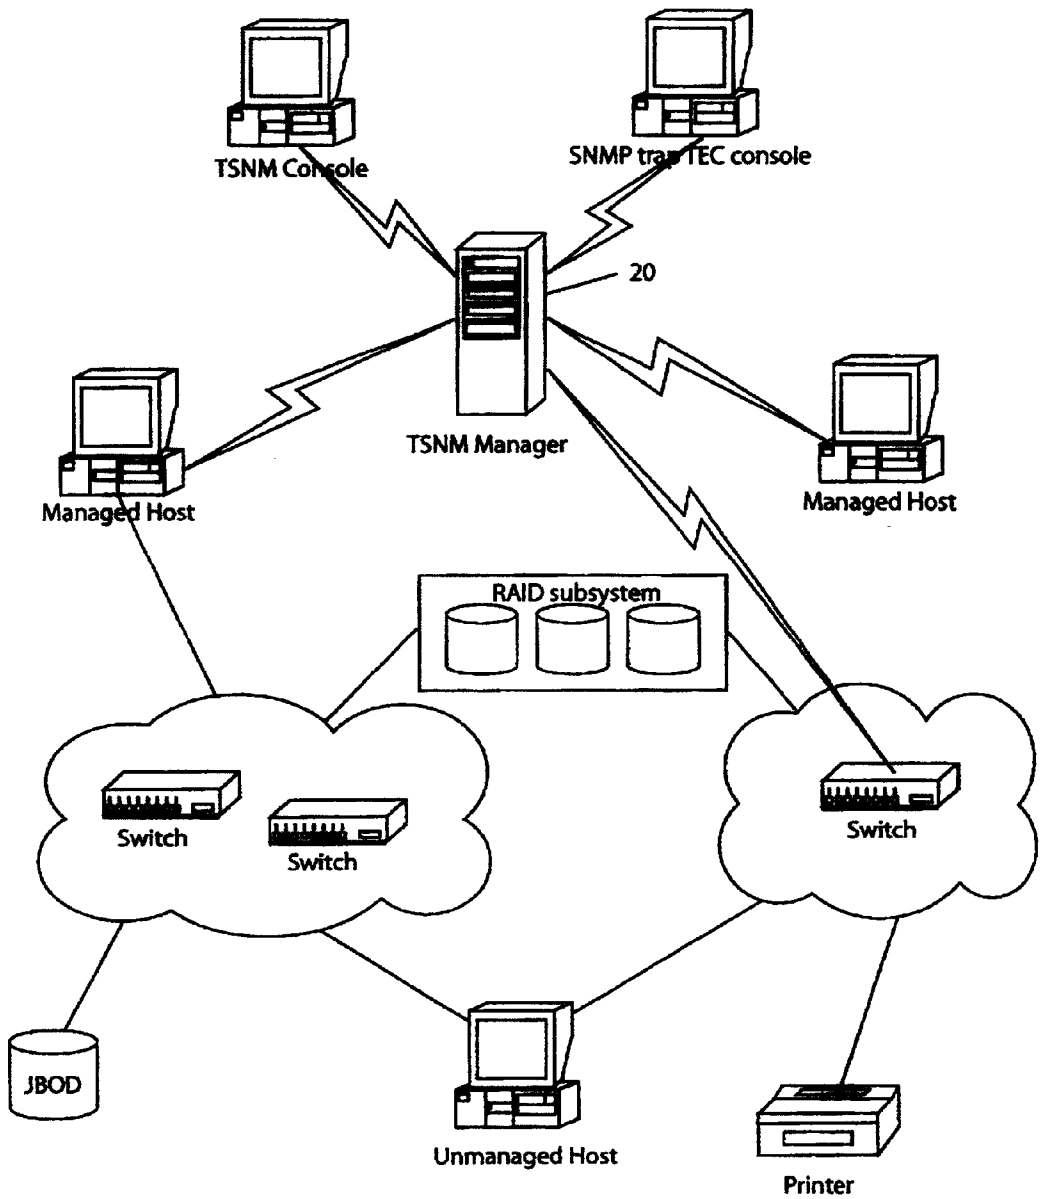 TSNM Console
SNMP trap TEC console
20
TSNM Manager
Managed Host
Managed Host
RAID subsystem
Switch
Switch
Switch
JBOD
Unmanaged Host
Printer